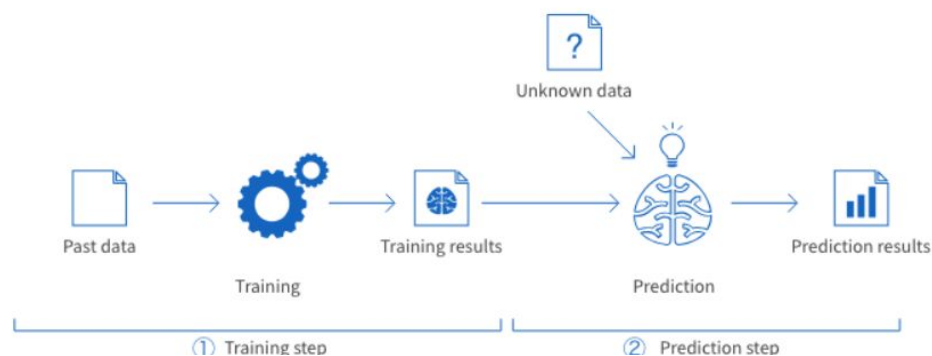 ?
Unknown data
Past data
Training results
Prediction results
Training
Prediction
① Training step
② Prediction step